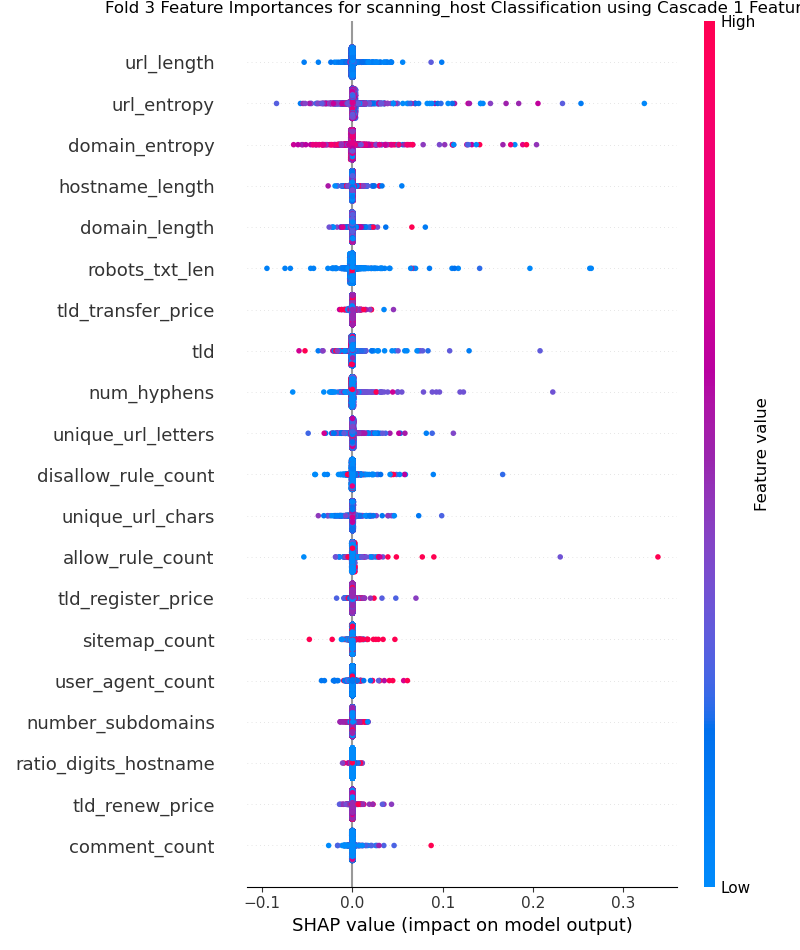 Fold 3 Feature Importances for scanning_host Classification using Cascade 1 Featur
High
url_length
url_entropy
domain_entropy
hostname_length
domain_length
robots_txt_len
tld_transfer_price
tld
num_hyphens
unique_url_letters
disallow_rule_count
unique_url_chars
allow_rule_count
tld_register_price
sitemap_count
user_agent_count
number_subdomains
ratio_digits_hostname
tld_renew_price
comment_count
Feature value
Low
−0.1 0.0 0.1 0.2 0.3
SHAP value (impact on model output)